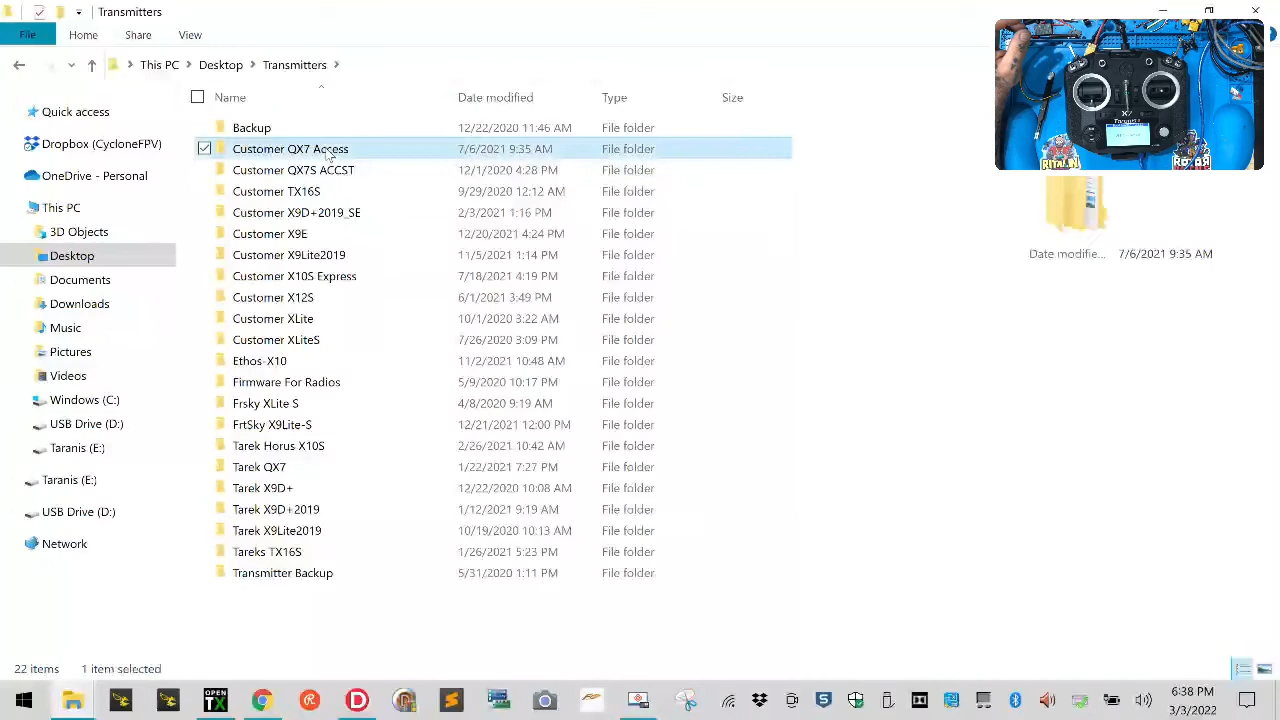 Transmitters
File Home Share View
This PC Desktop Transmitters
Name Date modified Type Size
Quick access
Dropbox (CycloneFPV)
OneDrive - Personal
This PC
3D Objects
Desktop
Documents
Downloads
Music
Pictures
Videos
Windows (C:)
USB Drive (D:)
Taranis (E:)
Taranis (E:)
USB Drive (D:)
Network
Backup 12/22/2020 11:46 AM File folder
Customer QX7 Access 7/6/2021 9:35 AM File folder
Customer QX7S ACCST 12/1/2020 4:28 PM File folder
Customer TX16S 9/29/2020 12:12 AM File folder
Customer X9D+2019_SE 2/3/2021 1:16 PM File folder
Customer X9E 12/20/2021 4:24 PM File folder
Customer X9Lite2019 11/5/2021 1:14 PM File folder
Customer X10S Express 7/18/2021 4:19 PM File folder
Customer X12S 6/1/2021 3:49 PM File folder
Customer XLite 10/1/2020 3:22 AM File folder
Customer XLiteS 7/26/2020 3:09 PM File folder
Ethos-X10 11/2/2021 10:48 AM File folder
Firmware For Radios 5/9/2020 10:17 PM File folder
Frsky XLite S 4/8/2020 9:19 AM File folder
FrtSky X9Lite-S 12/21/2021 12:00 PM File folder
Tarek Horus X10S 2/26/2021 10:42 AM File folder
Tarek QX7 1/22/2021 7:27 PM File folder
Tarek X9D+ 12/22/2020 10:08 AM File folder
Tarek X9D+2019 1/12/2021 9:19 AM File folder
Tarek X9Lite2019 10/19/2020 10:13 AM File folder
Tareks TX16S 1/26/2021 5:23 PM File folder
Transmitter Backup 5/31/2020 1:11 PM File folder
X7
Taranis
RITALIN
ROTOR
Date modifie... 7/6/2021 9:35 AM
22 items 1 item selected
OPEN
TX
6:38 PM
3/3/2022